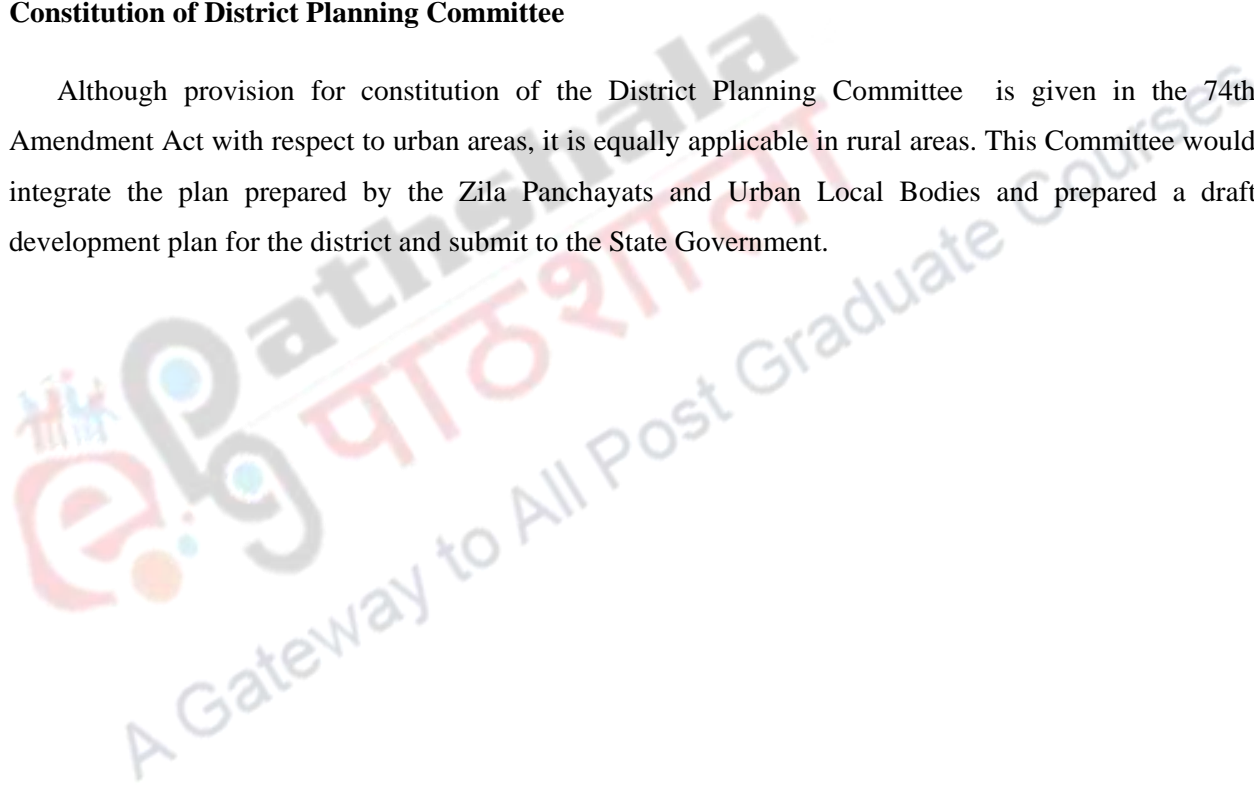 Constitution of District Planning Committee
Although provision for constitution of the District Planning Committee is given in the 74th
Amendment Act with respect to urban areas, it is equally applicable in rural areas. This Committee would
integrate the plan prepared by the Zila Panchayats and Urban Local Bodies and prepared a draft
development plan for the district and submit to the State Government.
e Pg Pathshala
पाठशाला
A Gateway to All Post Graduate Courses